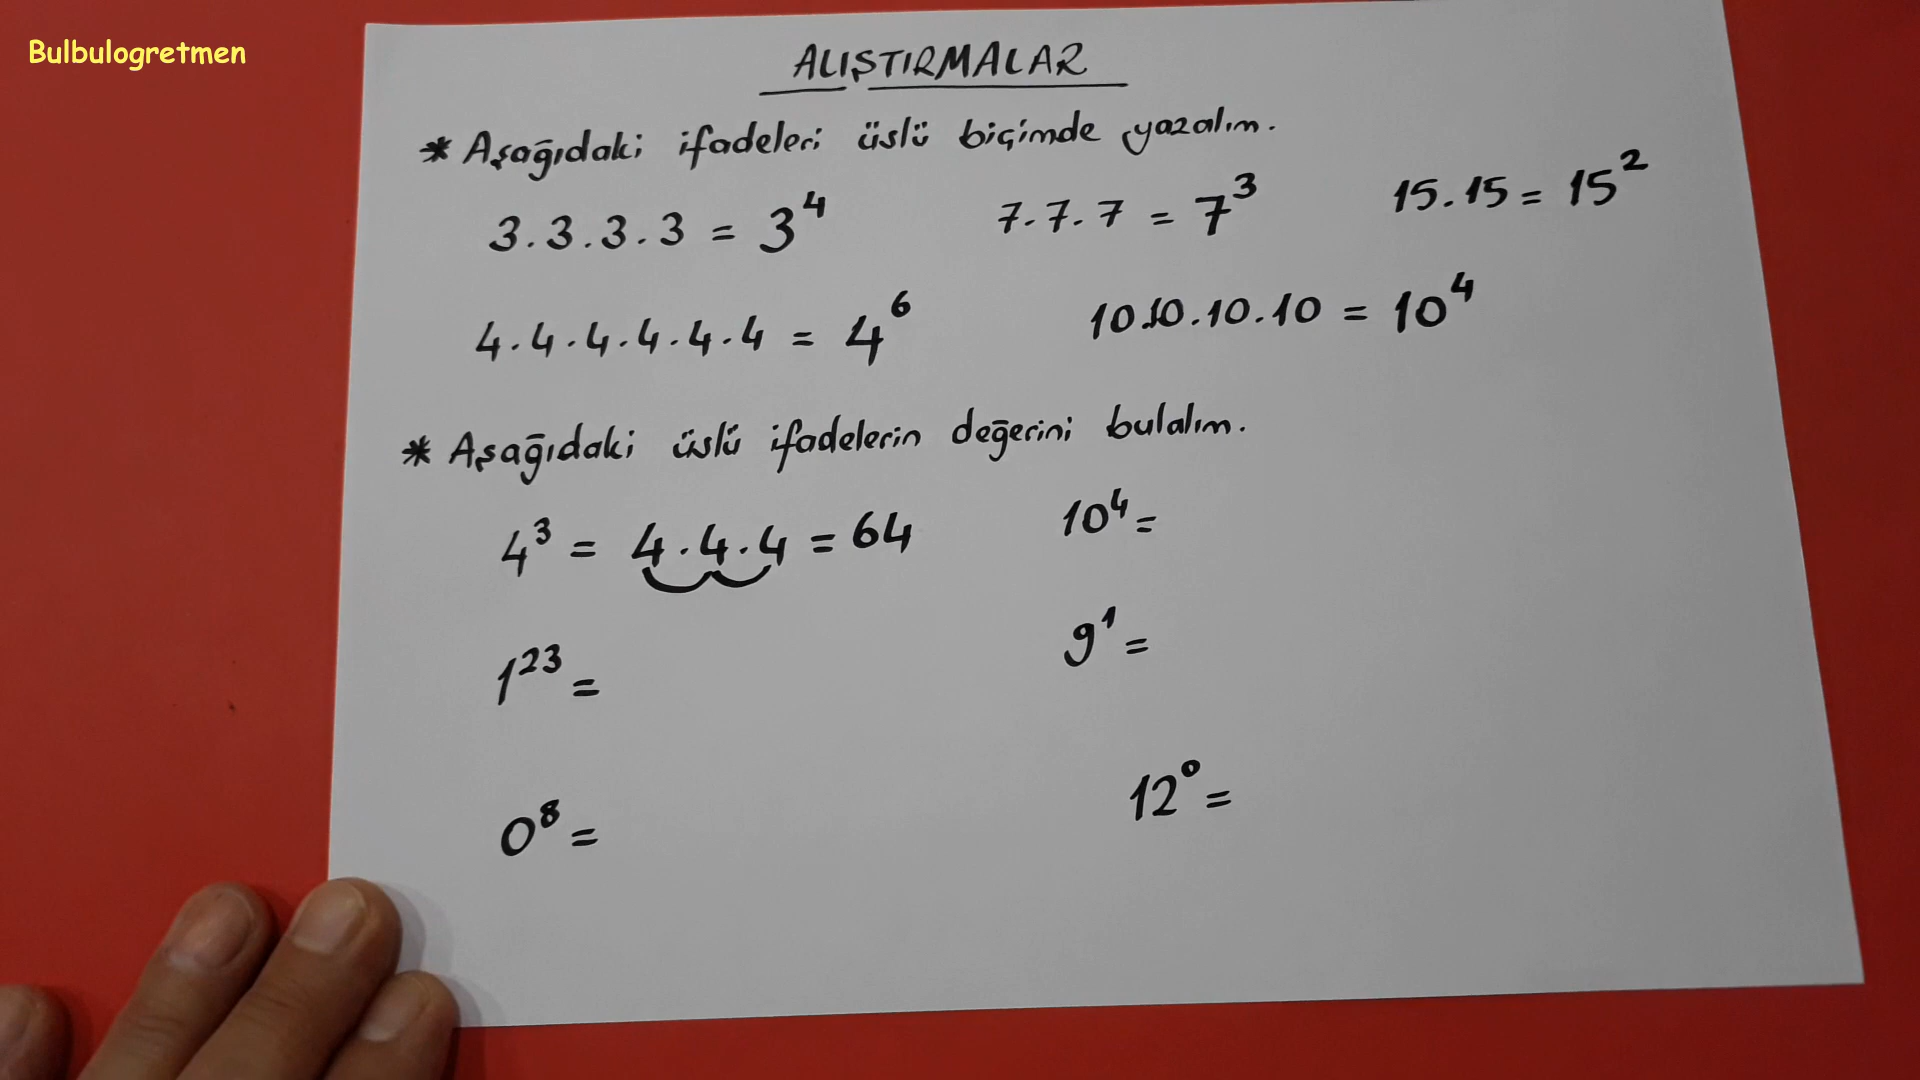 Bulbulogretmen
ALIŞTIRMALAR
* Aşağıdaki ifadeleri üslü biçimde yazalım.
3.3.3.3 = 3⁴ 7.7.7 = 7³ 15.15 = 15²
4.4.4.4.4.4 = 4⁶ 10.10.10.10 = 10⁴
* Aşağıdaki üslü ifadelerin değerini bulalım.
4³ = 4.4.4 = 64 10⁴ =
1²³ = 9¹ =
0⁸ = 12⁰ =